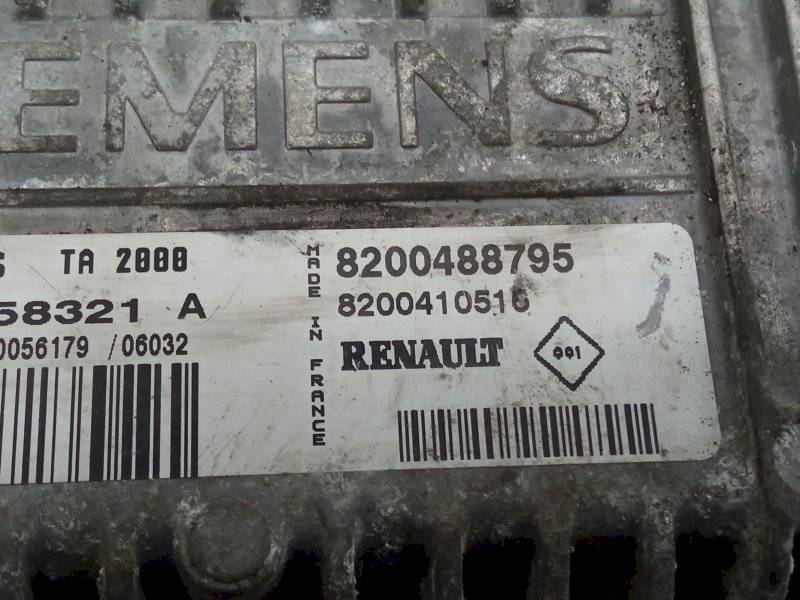 EMENS
S TA 2000
58321 A
0056179 /06032
MADE IN FRANCE
8200488795
8200410516
RENAULT
001